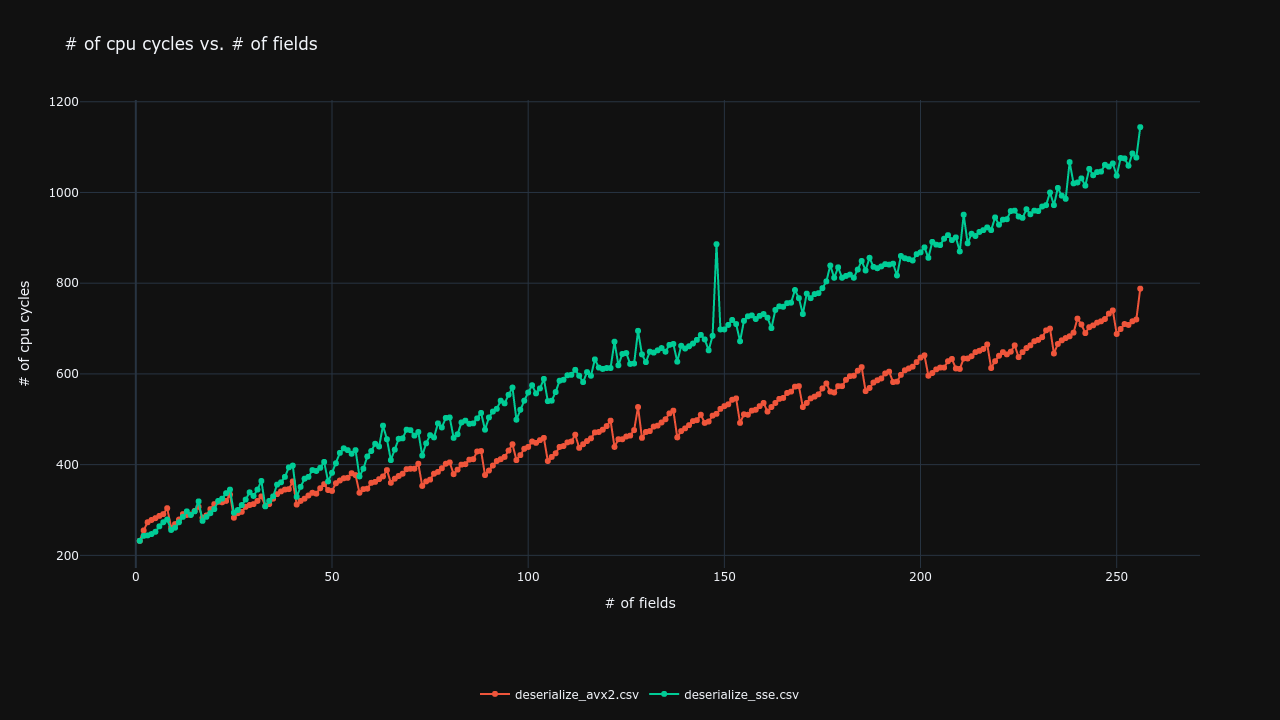 # of cpu cycles vs. # of fields
1200
1000
800
600
400
200
# of cpu cycles
0
50
100
150
200
250
# of fields
deserialize_avx2.csv
deserialize_sse.csv